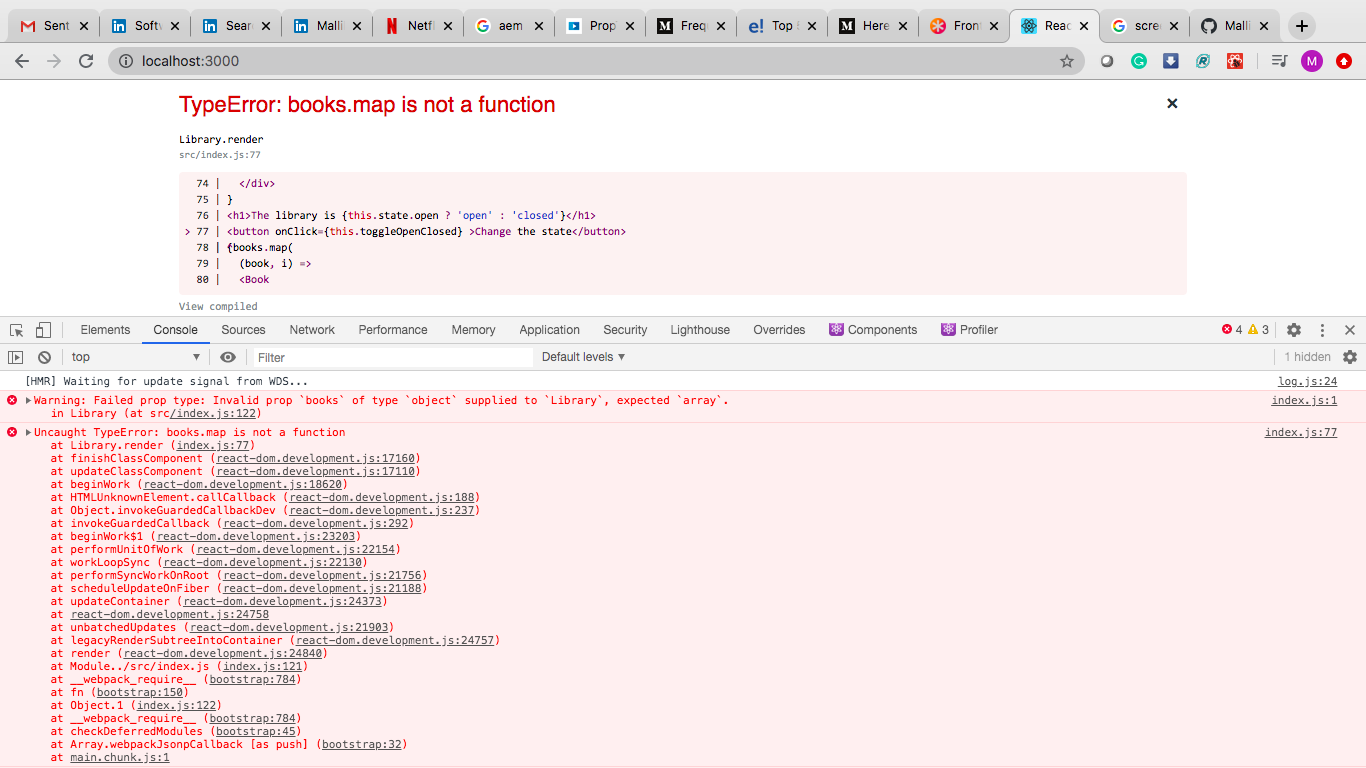 Sent
Softw
Sean
Malli
Netfl
aem
Prop
Frequ
Top S
Here
Front
Reac
scree
Malli
localhost:3000
M
TypeError: books.map is not a function
Library.render
src/index.js:77
74 | </div>
75 | }
76 | <h1>The library is {this.state.open ? 'open' : 'closed'}</h1>
> 77 | <button onClick={this.toggleOpenClosed} >Change the state</button>
78 | {books.map(
79 | (book, i) =>
80 | <Book
View compiled
Elements Console Sources Network Performance Memory Application Security Lighthouse Overrides Components Profiler 4 3
top Filter Default levels ▼ 1 hidden
[HMR] Waiting for update signal from WDS... log.js:24
Warning: Failed prop type: Invalid prop `books` of type `object` supplied to `Library`, expected `array`. index.js:1
in Library (at src/index.js:122)
Uncaught TypeError: books.map is not a function index.js:77
at Library.render (index.js:77)
at finishClassComponent (react-dom.development.js:17160)
at updateClassComponent (react-dom.development.js:17110)
at beginWork (react-dom.development.js:18620)
at HTMLUnknownElement.callCallback (react-dom.development.js:188)
at Object.invokeGuardedCallbackDev (react-dom.development.js:237)
at invokeGuardedCallback (react-dom.development.js:292)
at beginWork$1 (react-dom.development.js:23203)
at performUnitOfWork (react-dom.development.js:22154)
at workLoopSync (react-dom.development.js:22130)
at performSyncWorkOnRoot (react-dom.development.js:21756)
at scheduleUpdateOnFiber (react-dom.development.js:21188)
at updateContainer (react-dom.development.js:24373)
at react-dom.development.js:24758
at unbatchedUpdates (react-dom.development.js:21903)
at legacyRenderSubtreeIntoContainer (react-dom.development.js:24757)
at render (react-dom.development.js:24840)
at Module../src/index.js (index.js:121)
at __webpack_require__ (bootstrap:784)
at fn (bootstrap:150)
at Object.1 (index.js:122)
at __webpack_require__ (bootstrap:784)
at checkDeferredModules (bootstrap:45)
at Array.webpackJsonpCallback [as push] (bootstrap:32)
at main.chunk.js:1